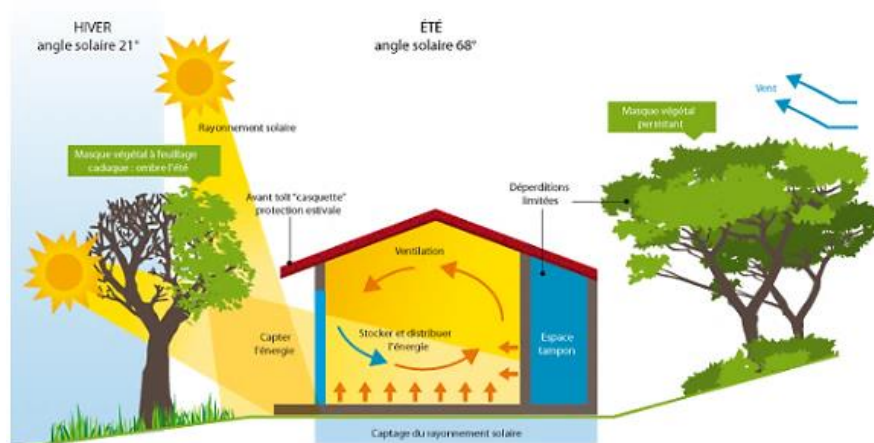 HIVER
angle solaire 21°
ÉTÉ
angle solaire 68°
Rayonnement solaire
Masque végétal à feuillage
caduque : ombre l'été
Avant toît "casquette"
protection estivale
Ventilation
Déperditions
limitées
Masque végétal
persistant
Vent
Capter
l'énergie
Stocker et distribuer
l'énergie
Espace
tampon
Captage du rayonnement solaire